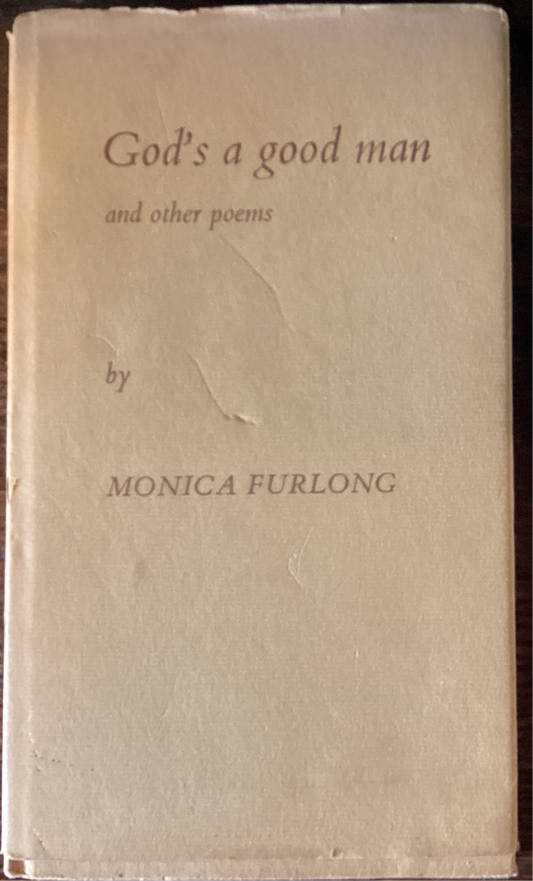 God's a good man
and other poems
by
MONICA FURLONG